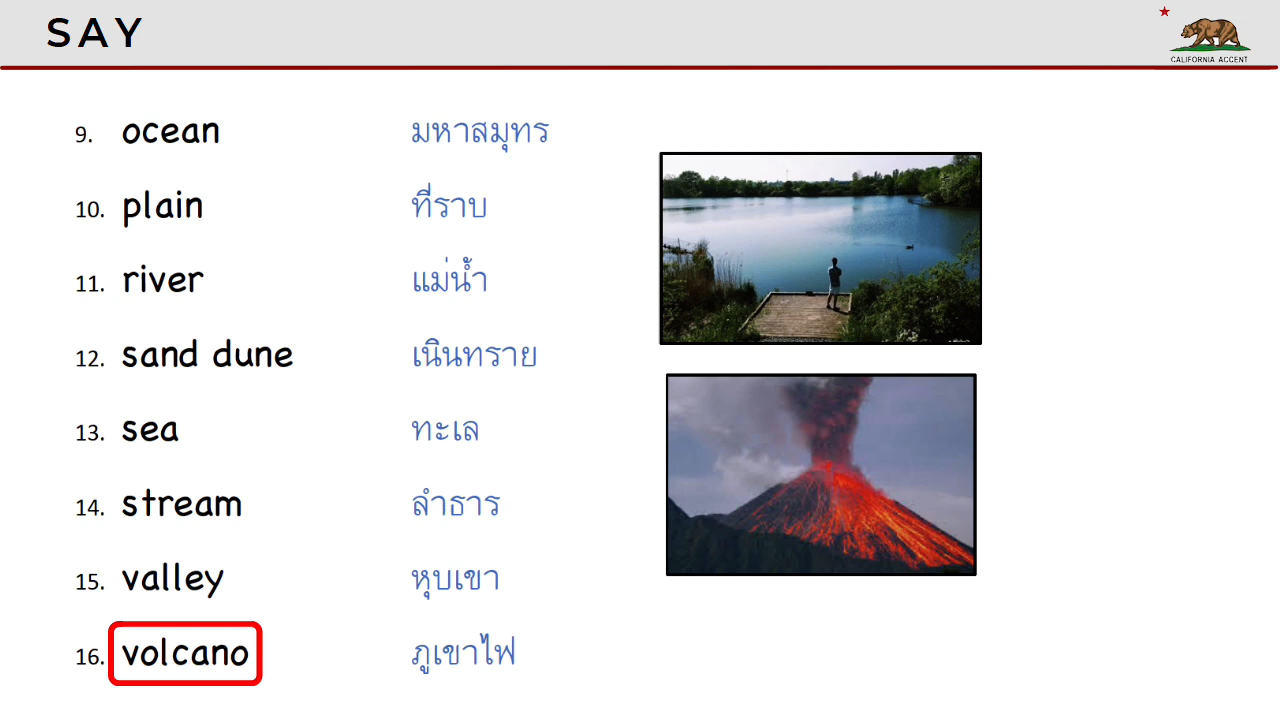 SAY
CALIFORNIA ACCENT
9. ocean มหาสมุทร
10. plain ที่ราบ
11. river แม่น้ำ
12. sand dune เนินทราย
13. sea ทะเล
14. stream ลำธาร
15. valley หุบเขา
16. volcano ภูเขาไฟ